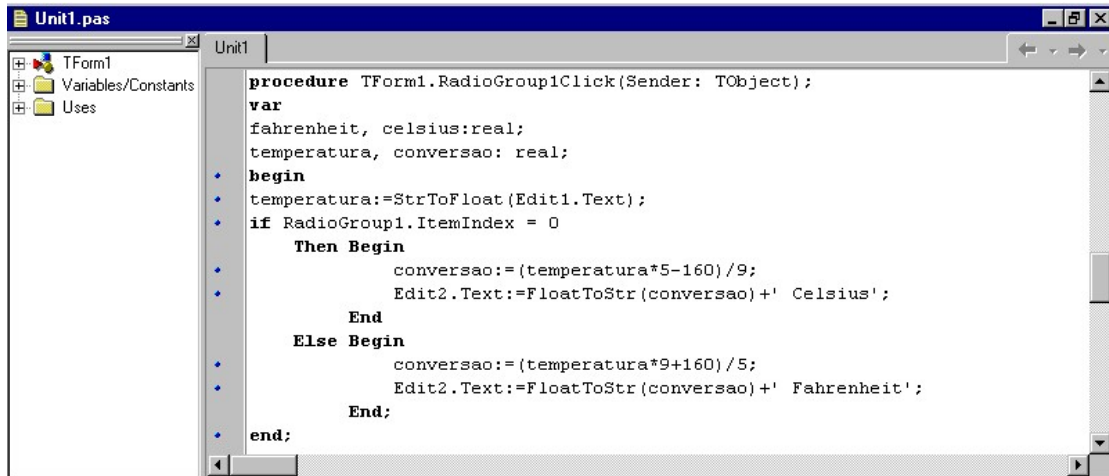 Unit1.pas
TForm1
Variables/Constants
Uses
Unit1
procedure TForm1.RadioGroup1Click(Sender: TObject);
var
fahrenheit, celsius:real;
temperatura, conversao: real;
begin
temperatura:=StrToFloat(Edit1.Text);
if RadioGroup1.ItemIndex = 0
Then Begin
conversao:=(temperatura*5-160)/9;
Edit2.Text:=FloatToStr(conversao)+' Celsius';
End
Else Begin
conversao:=(temperatura*9+160)/5;
Edit2.Text:=FloatToStr(conversao)+' Fahrenheit';
End;
end;